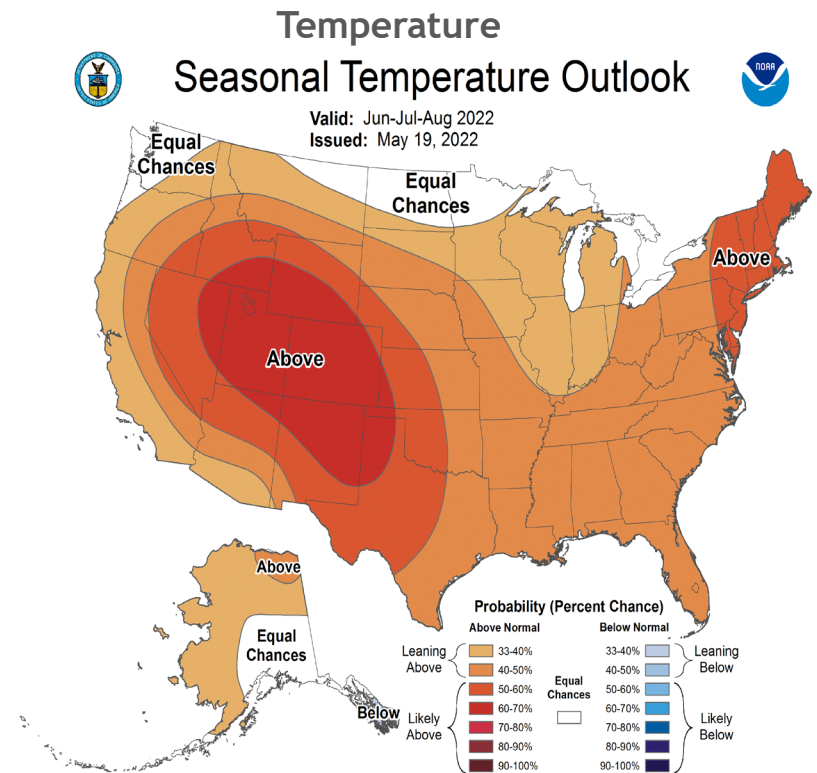 Temperature
Seasonal Temperature Outlook
NOAA
Valid: Jun-Jul-Aug 2022
Issued: May 19, 2022
Equal
Chances
Equal
Chances
Above
Above
Above
Equal
Chances
Below
Probability (Percent Chance)
Above Normal
Below Normal
Leaning
Above
33-40%
40-50%
Likely
Above
50-60%
60-70%
70-80%
80-90%
90-100%
Equal
Chances
33-40%
40-50%
Leaning
Below
50-60%
60-70%
70-80%
80-90%
90-100%
Likely
Below